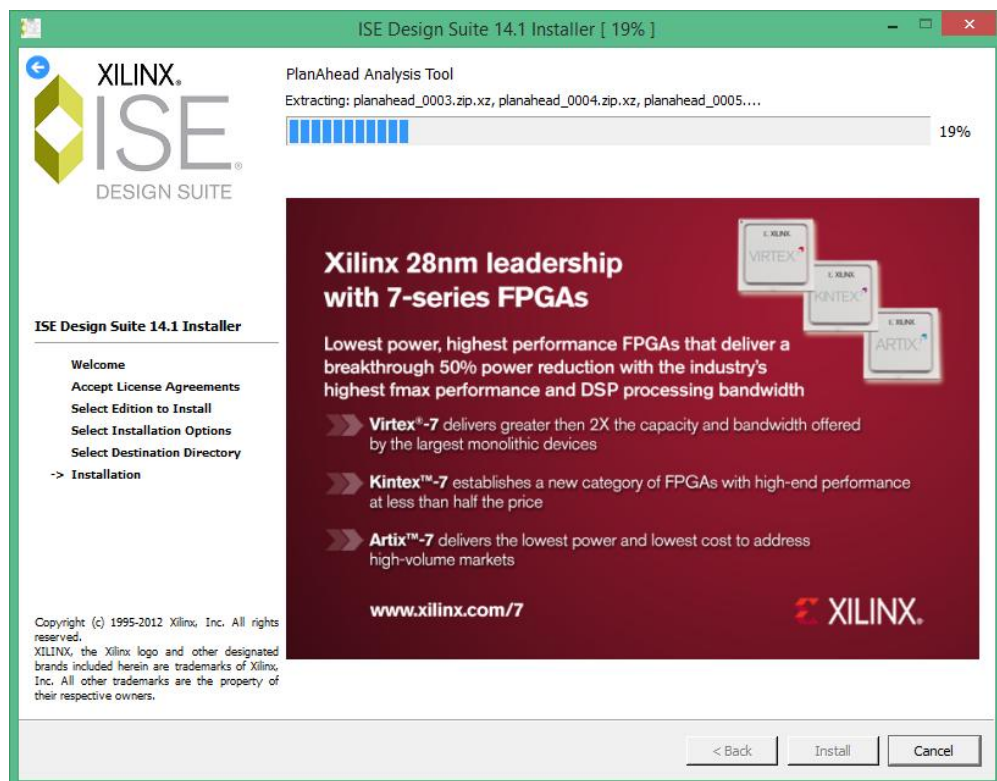 ISE Design Suite 14.1 Installer [ 19% ]
XILINX®
ISE®
DESIGN SUITE
PlanAhead Analysis Tool
Extracting: planahead_0003.zip.xz, planahead_0004.zip.xz, planahead_0005....
19%
ISE Design Suite 14.1 Installer
Welcome
Accept License Agreements
Select Edition to Install
Select Installation Options
Select Destination Directory
-> Installation
Copyright (c) 1995-2012 Xilinx, Inc. All rights
reserved.
XILINX, the Xilinx logo and other designated
brands included herein are trademarks of Xilinx,
Inc. All other trademarks are the property of
their respective owners.
Xilinx 28nm leadership
with 7-series FPGAs
Lowest power, highest performance FPGAs that deliver a
breakthrough 50% power reduction with the industry's
highest fmax performance and DSP processing bandwidth
Virtex®-7 delivers greater then 2X the capacity and bandwidth offered
by the largest monolithic devices
Kintex™-7 establishes a new category of FPGAs with high-end performance
at less than half the price
Artix™-7 delivers the lowest power and lowest cost to address
high-volume markets
www.xilinx.com/7
XILINX
VIRTEX
XILINX
KINTEX
XILINX
ARTIX
XILINX®
< Back
Install
Cancel